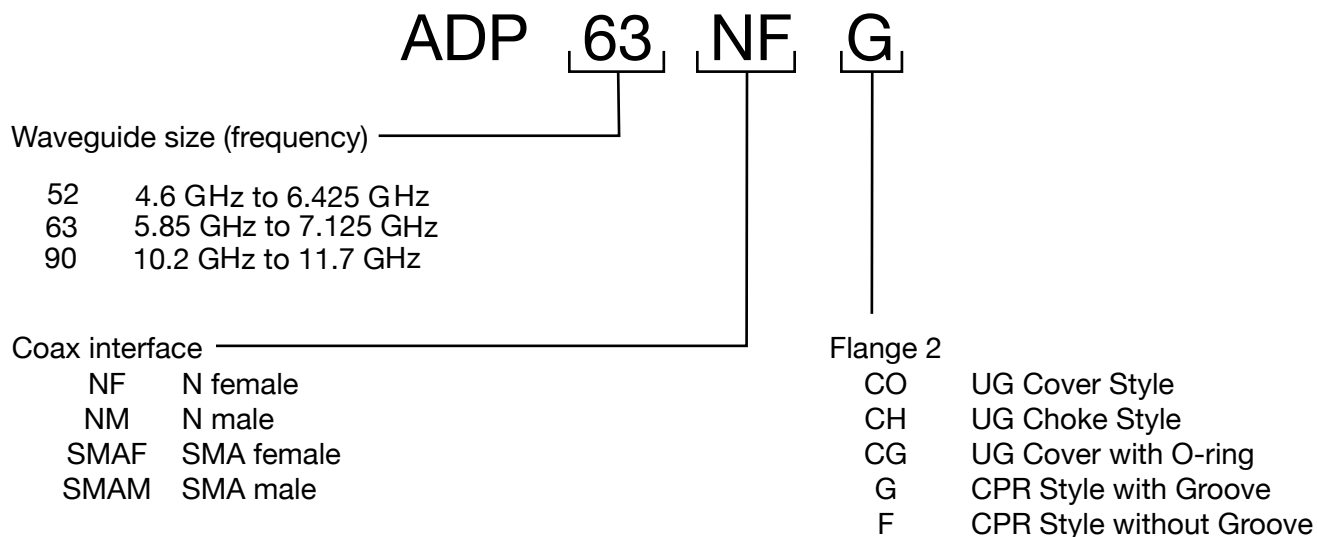 ADP 63 NF G
Waveguide size (frequency)
52 4.6 GHz to 6.425 GHz
63 5.85 GHz to 7.125 GHz
90 10.2 GHz to 11.7 GHz
Coax interface
NF N female
NM N male
SMAF SMA female
SMAM SMA male
Flange 2
CO UG Cover Style
CH UG Choke Style
CG UG Cover with O-ring
G CPR Style with Groove
F CPR Style without Groove